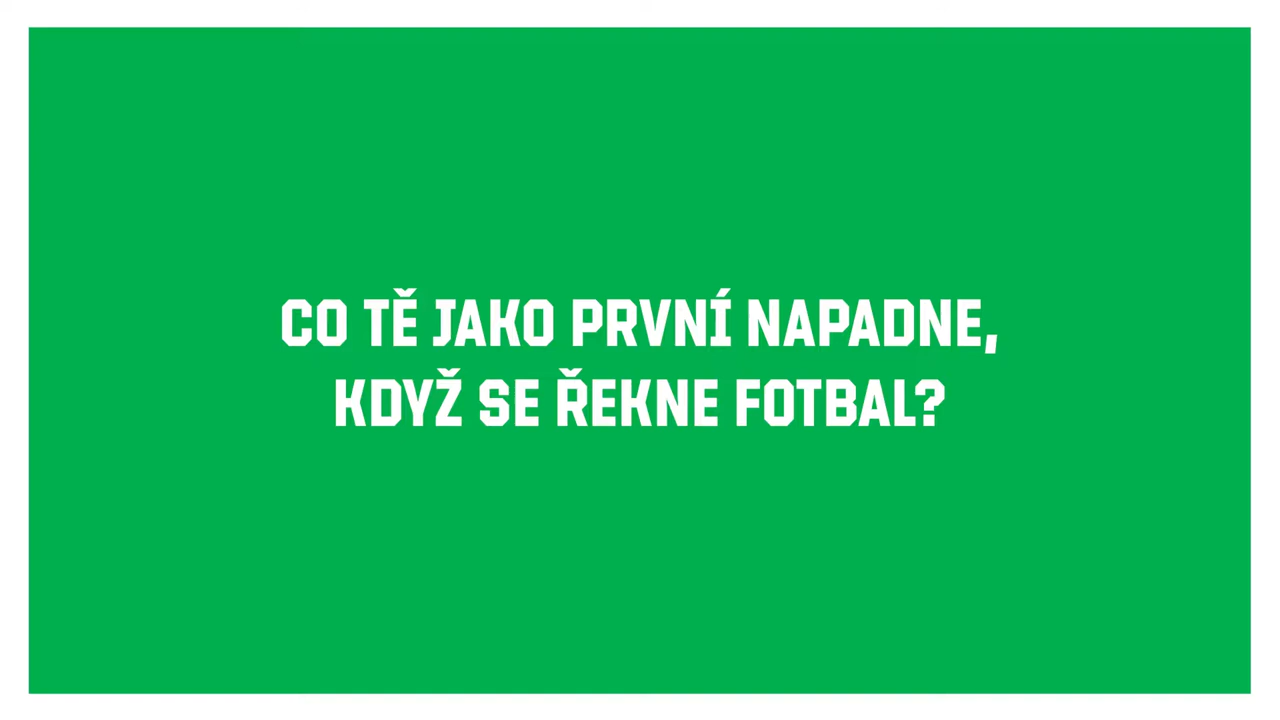 CO TĚ JAKO PRVNÍ NAPADNE,
KDYŽ SE ŘEKNE FOTBAL?